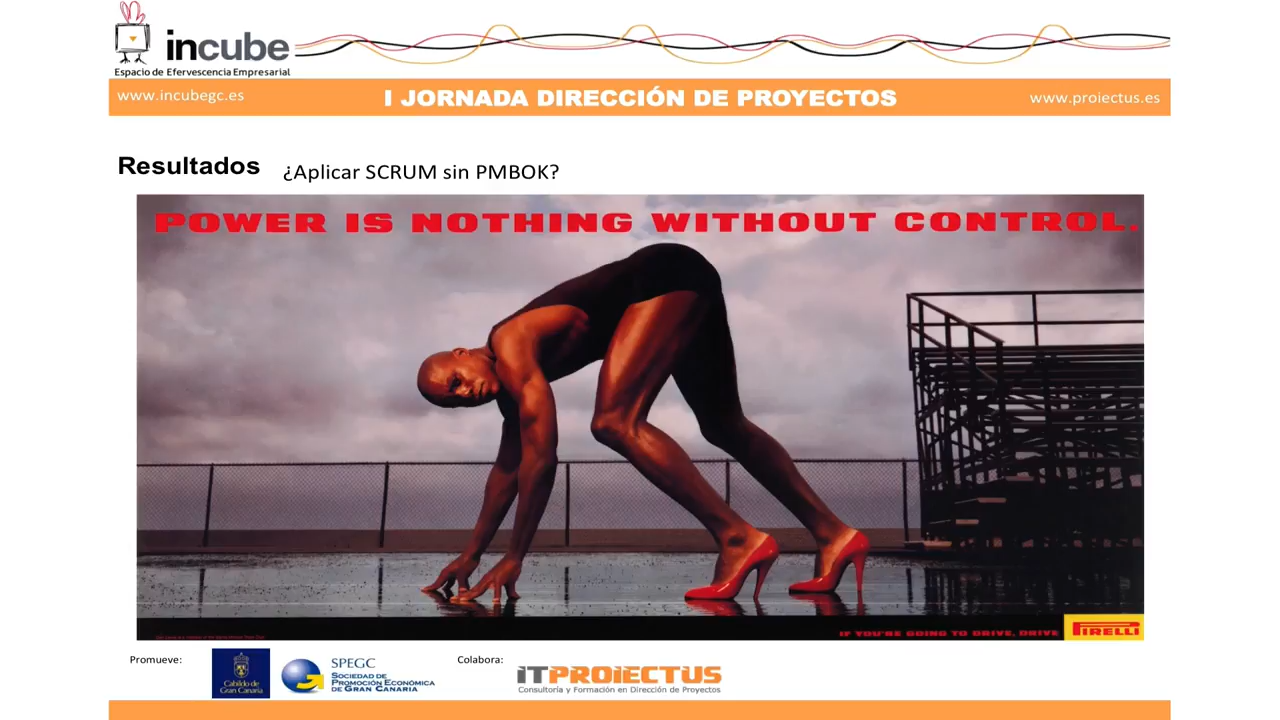 incube
Espacio de Efervescencia Empresarial
www.incubegc.es
I JORNADA DIRECCIÓN DE PROYECTOS
www.proiectus.es
Resultados
¿Aplicar SCRUM sin PMBOK?
POWER IS NOTHING WITHOUT CONTROL.
IF YOU'RE GOING TO DRIVE, DRIVE
PIRELLI
Promueve:
Cabildo de
Gran Canaria
SPEGC
SOCIEDAD DE
PROMOCIÓN ECONÓMICA
DE GRAN CANARIA
Colabora:
iTPROiECTUS
Consultoría y Formación en Dirección de Proyectos